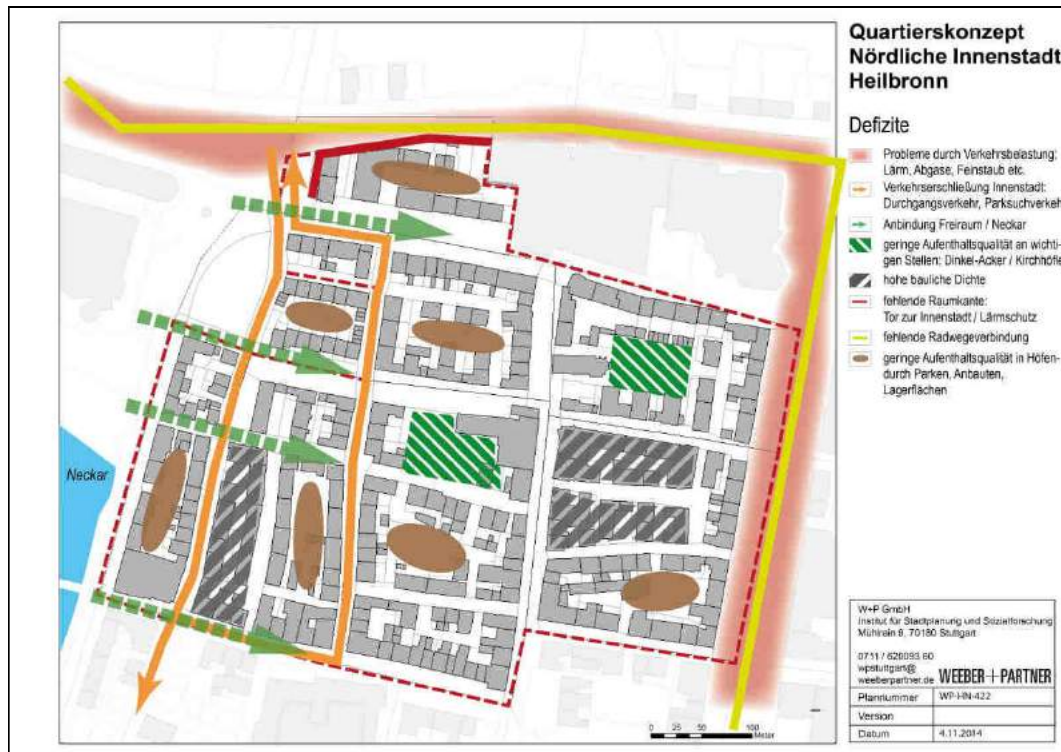 Quartierskonzept
Nördliche Innenstadt
Heilbronn
Defizite
Probleme durch Verkehrsbelastung:
Lärm, Abgase, Feinstaub etc.
Verkehrserschließung Innenstadt:
Durchgangsverkehr, Parksuchverkeh
Anbindung Freiraum / Neckar
geringe Aufenthaltsqualität an wichti-
gen Stellen: Dinkel-Acker / Kirchhöfe
hohe bauliche Dichte
fehlende Raumkante:
Tor zur Innenstadt / Lärmschutz
fehlende Radwegeverbindung
geringe Aufenthaltsqualität in Höfen
durch Parken, Anbauten,
Lagerflächen
Neckar
0 25 50 100
Meter
W+P GmbH
Institut für Stadtplanung und Sozialforschung
Mühlrain 9, 70180 Stuttgart
0711 / 620093 60
wpstuttgart@
weeberpartner.de WEEBER+PARTNER
Plannummer WP-HN-422
Version
Datum 4.11.2014